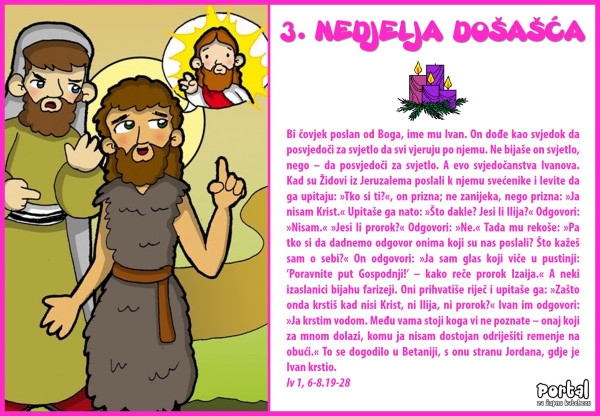 3. NEDJELJA DOŠAŠĆA
Bî čovjek poslan od Boga, ime mu Ivan. On dođe kao svjedok da
posvjedoči za svjetlo da svi vjeruju po njemu. Ne bijaše on svjetlo,
nego – da posvjedoči za svjetlo. A evo svjedočanstva Ivanova.
Kad su Židovi iz Jeruzalema poslali k njemu svećenike i levite da
ga upitaju: »Tko si ti?«, on prizna; ne zanijeka, nego prizna: »Ja
nisam Krist.« Upitaše ga nato: »Što dakle? Jesi li Ilija?« Odgovori:
»Nisam.« »Jesi li prorok?« Odgovori: »Ne.« Tada mu rekoše: »Pa
tko si da dadnemo odgovor onima koji su nas poslali? Što kažeš
sam o sebi?« On odgovori: »Ja sam glas koji viče u pustinji:
’Poravnite put Gospodnji!’ – kako reče prorok Izaija.« A neki
izaslanici bijahu farizeji. Oni prihvatiše riječ i upitaše ga: »Zašto
onda krstiš kad nisi Krist, ni Ilija, ni prorok?« Ivan im odgovori:
»Ja krstim vodom. Među vama stoji koga vi ne poznate – onaj koji
za mnom dolazi, komu ja nisam dostojan odriješiti remenje na
obući.« To se dogodilo u Betaniji, s onu stranu Jordana, gdje je
Ivan krstio.
Iv 1, 6-8.19-28
Portal